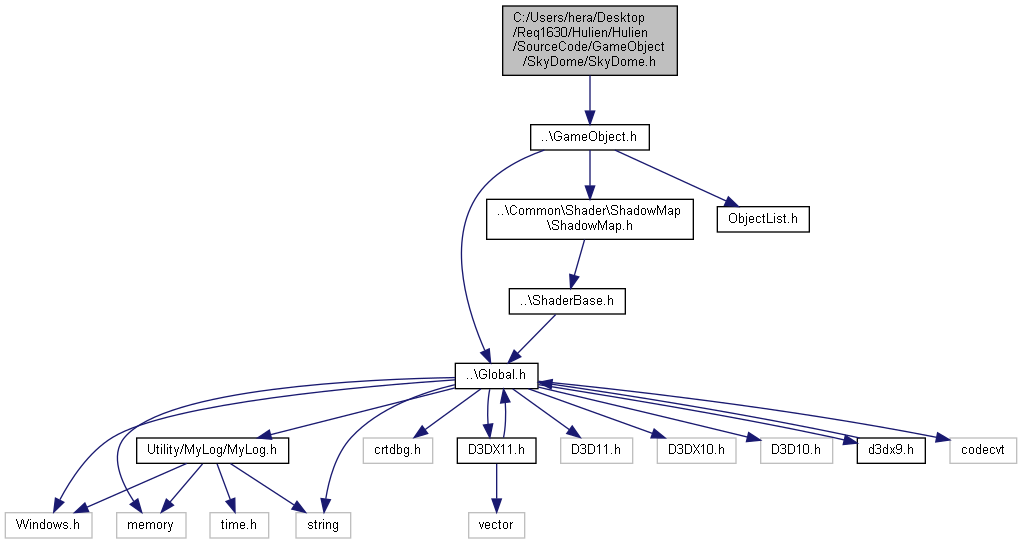 C:/Users/hera/Desktop
/Req1630/Hulien/Hulien
/SourceCode/GameObject
/SkyDome/SkyDome.h
..\GameObject.h
..\Common\Shader\ShadowMap
\ShadowMap.h
ObjectList.h
..\ShaderBase.h
..\Global.h
Utility/MyLog/MyLog.h
crtdbg.h
D3DX11.h
D3D11.h
D3DX10.h
D3D10.h
d3dx9.h
codecvt
Windows.h
memory
time.h
string
vector